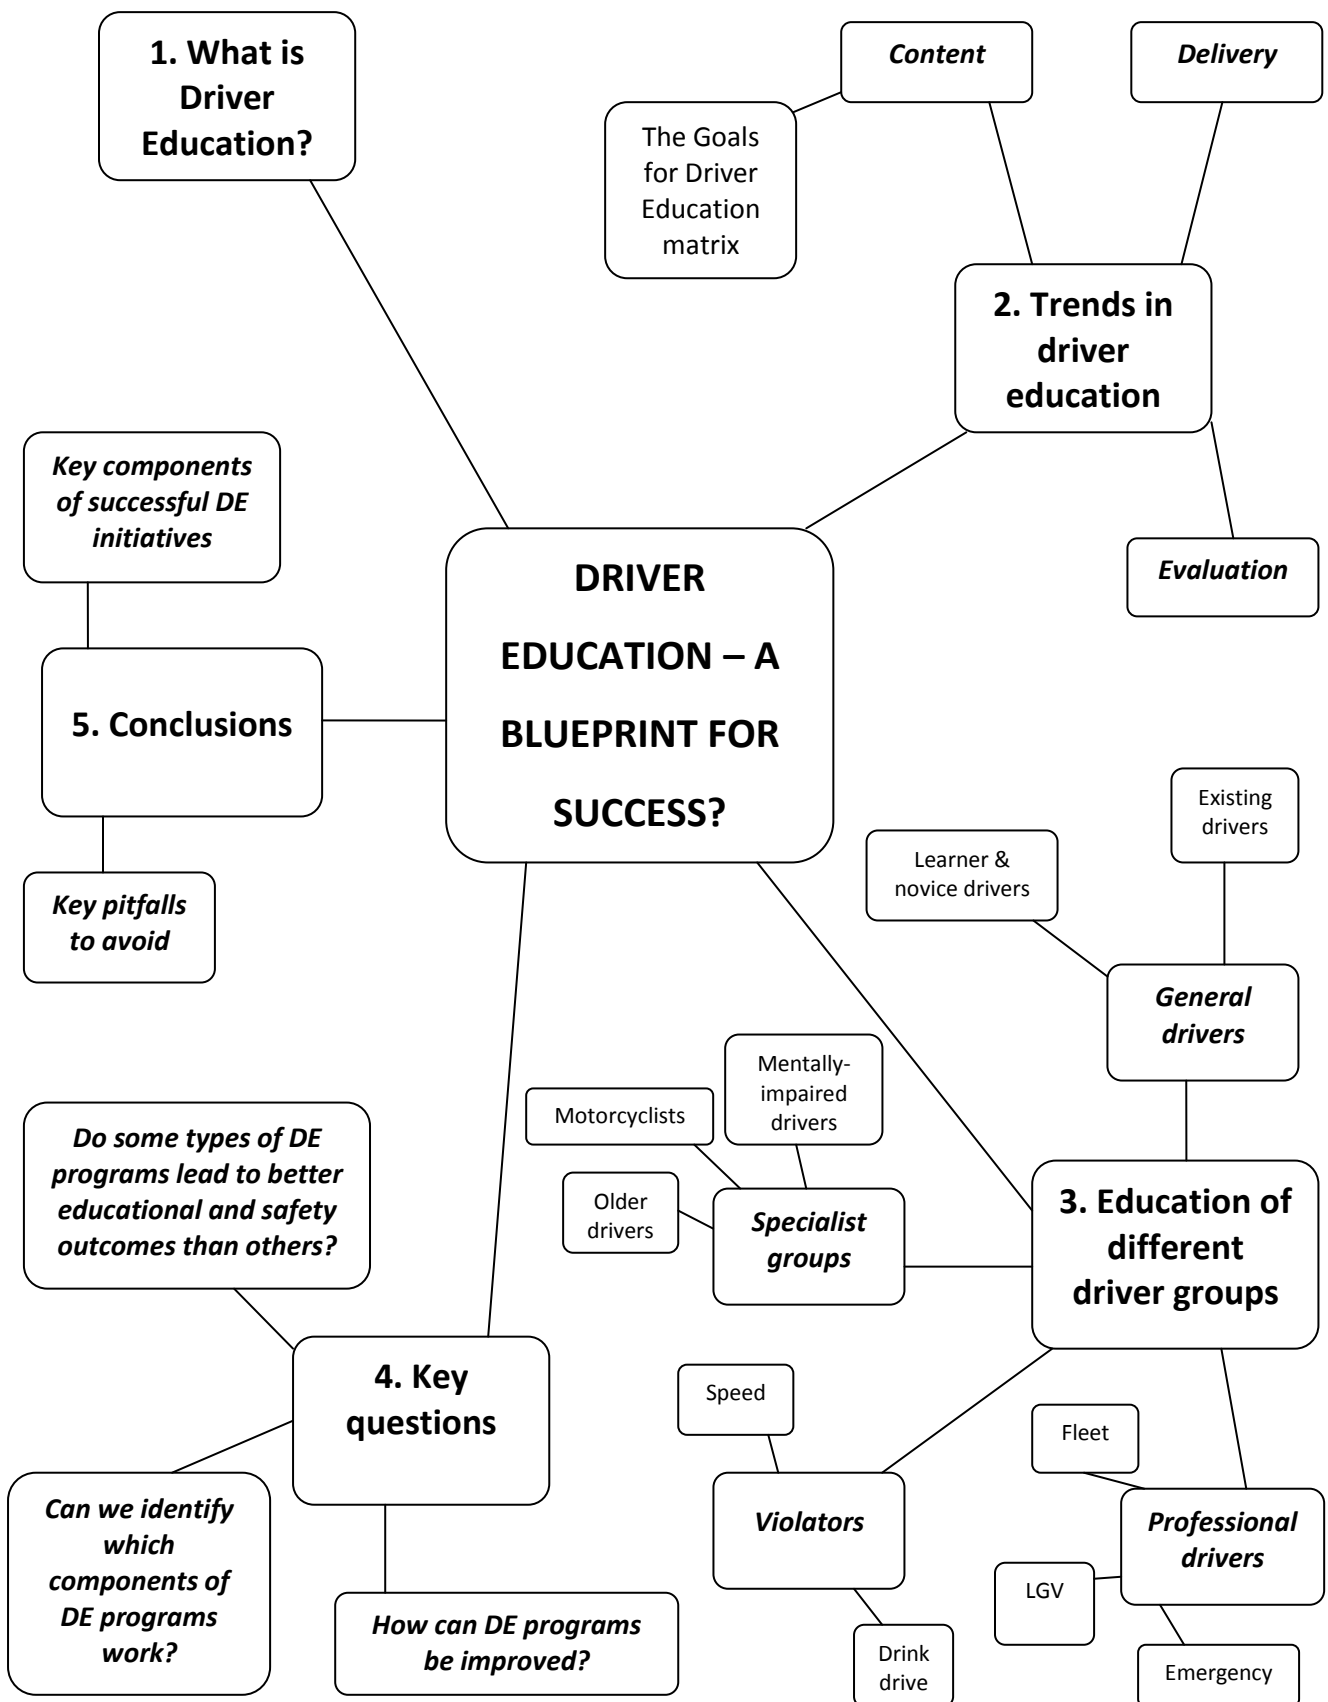 1. What is
Driver
Education?
Content
Delivery
The Goals
for Driver
Education
matrix
2. Trends in
driver
education
Evaluation
Key components
of successful DE
initiatives
DRIVER
EDUCATION – A
BLUEPRINT FOR
SUCCESS?
5. Conclusions
Key pitfalls
to avoid
Existing
drivers
Learner &
novice drivers
General
drivers
Mentally-
impaired
drivers
Motorcyclists
Older
drivers
Specialist
groups
3. Education of
different
driver groups
Do some types of DE
programs lead to better
educational and safety
outcomes than others?
4. Key
questions
Can we identify
which
components of
DE programs
work?
How can DE programs
be improved?
Speed
Violators
Drink
drive
Fleet
Professional
drivers
LGV
Emergency